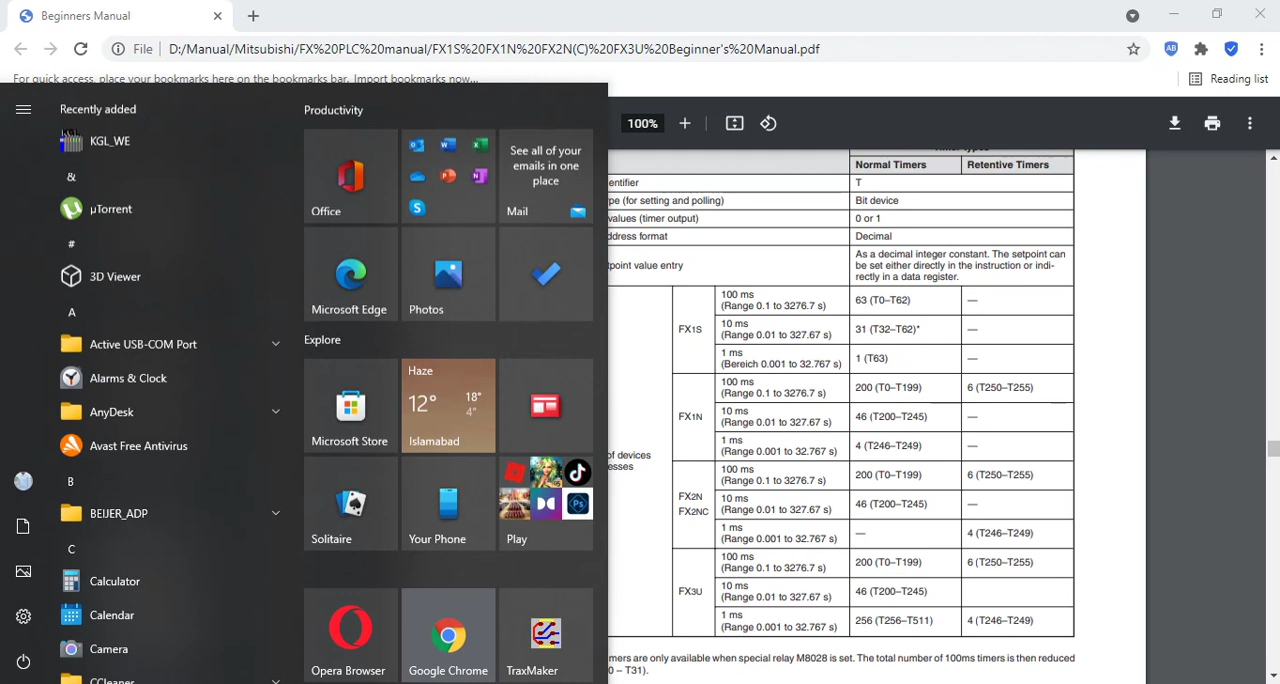 Beginners Manual
File
D:/Manual/Mitsubishi/FX%20PLC%20manual/FX1S%20FX1N%20FX2N(C)%20FX3U%20Beginner's%20Manual.pdf
AB
For quick access, place your bookmarks here on the bookmarks bar. Import bookmarks now...
Reading list
Recently added
KGL_WE
&
µTorrent
#
3D Viewer
A
Active USB-COM Port
Alarms & Clock
AnyDesk
Avast Free Antivirus
B
BEIJER_ADP
C
Calculator
Calendar
Camera
CCleaner
Productivity
Office
See all of your
emails in one
place
Mail
Microsoft Edge
Photos
Explore
Microsoft Store
Haze
12° 18°
4°
Islamabad
Solitaire
Your Phone
Play
Opera Browser
Google Chrome
TraxMaker
100%
Normal Timers Retentive Timers
entifier T
pe (for setting and polling) Bit device
values (timer output) 0 or 1
ddress format Decimal
tpoint value entry As a decimal integer constant. The setpoint can
be set either directly in the instruction or indi-
rectly in a data register.
of devices
esses
FX1S
100 ms
(Range 0.1 to 3276.7 s) 63 (T0–T62) —
10 ms
(Range 0.01 to 327.67 s) 31 (T32–T62)* —
1 ms
(Bereich 0.001 to 32.767 s) 1 (T63) —
FX1N
100 ms
(Range 0.1 to 3276.7 s) 200 (T0–T199) 6 (T250–T255)
10 ms
(Range 0.01 to 327.67 s) 46 (T200–T245) —
1 ms
(Range 0.001 to 32.767 s) 4 (T246–T249) —
FX2N
FX2NC
100 ms
(Range 0.1 to 3276.7 s) 200 (T0–T199) 6 (T250–T255)
10 ms
(Range 0.01 to 327.67 s) 46 (T200–T245) —
1 ms
(Range 0.001 to 32.767 s) — 4 (T246–T249)
FX3U
100 ms
(Range 0.1 to 3276.7 s) 200 (T0–T199) 6 (T250–T255)
10 ms
(Range 0.01 to 327.67 s) 46 (T200–T245)
1 ms
(Range 0.001 to 32.767 s) 256 (T256–T511) 4 (T246–T249)
mers are only available when special relay M8028 is set. The total number of 100ms timers is then reduced
0 – T31).